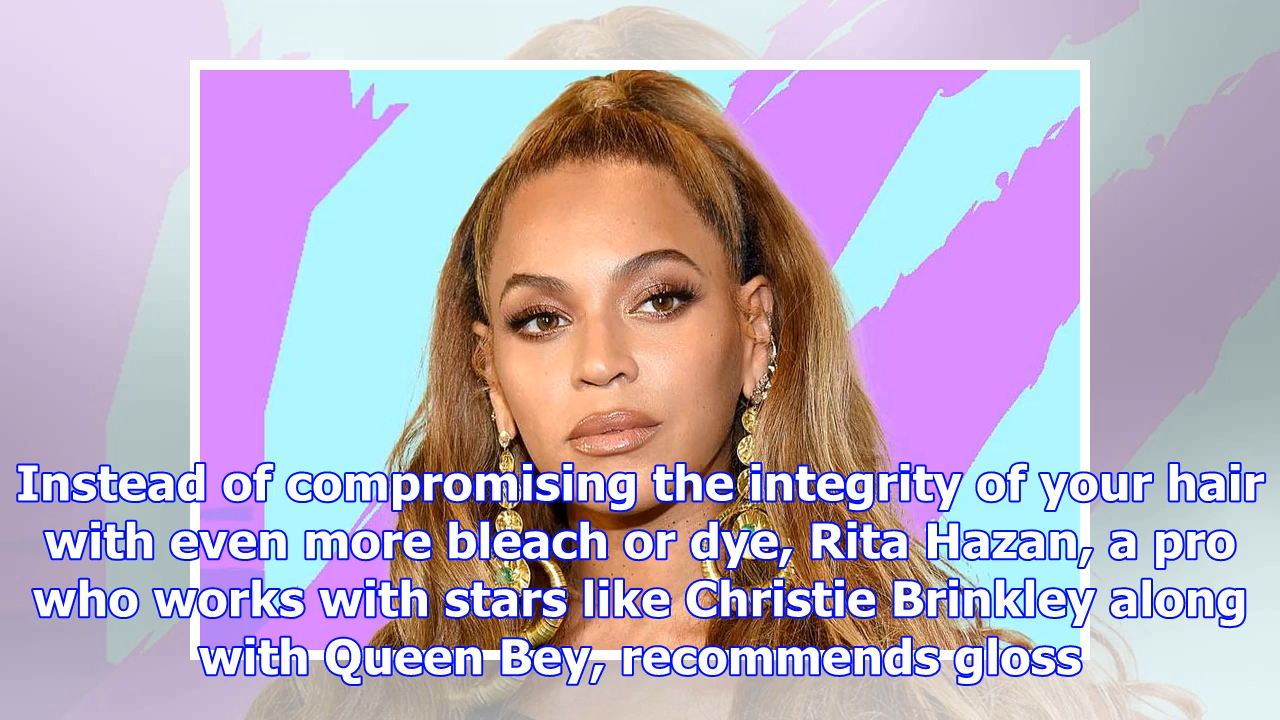 Instead of compromising the integrity of your hair
with even more bleach or dye, Rita Hazan, a pro
who works with stars like Christie Brinkley along
with Queen Bey, recommends gloss